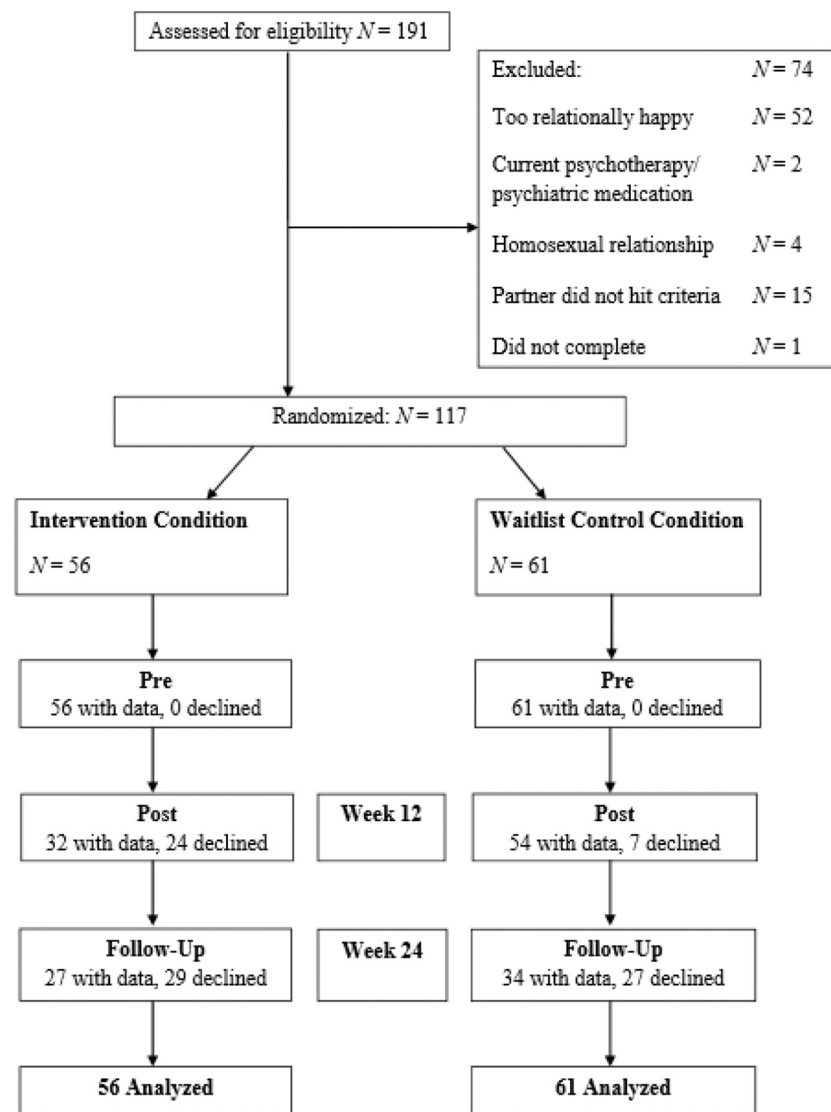 Assessed for eligibility N = 191
Excluded: N = 74
Too relationally happy N = 52
Current psychotherapy/ N = 2
psychiatric medication
Homosexual relationship N = 4
Partner did not hit criteria N = 15
Did not complete N = 1
Randomized: N = 117
Intervention Condition
N = 56
Waitlist Control Condition
N = 61
Pre
56 with data, 0 declined
Pre
61 with data, 0 declined
Post
32 with data, 24 declined
Week 12
Post
54 with data, 7 declined
Follow-Up
27 with data, 29 declined
Week 24
Follow-Up
34 with data, 27 declined
56 Analyzed
61 Analyzed